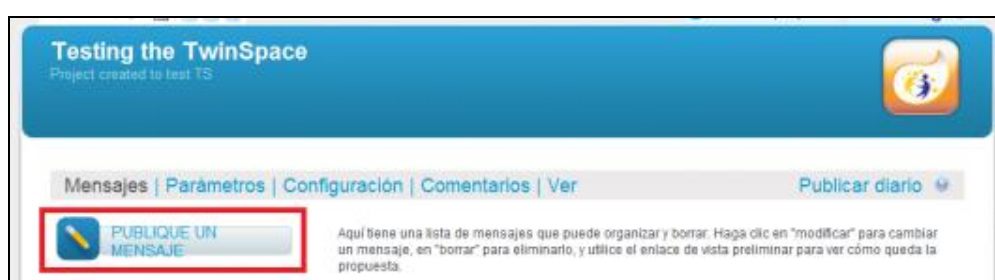 Testing the TwinSpace
Project created to test TS
Mensajes | Parámetros | Configuración | Comentarios | Ver
Publicar diario
PUBLIQUE UN
MENSAJE
Aquí tiene una lista de mensajes que puede organizar y borrar. Haga clic en "modificar" para cambiar
un mensaje, en "borrar" para eliminarlo, y utilice el enlace de vista preliminar para ver cómo queda la
propuesta.